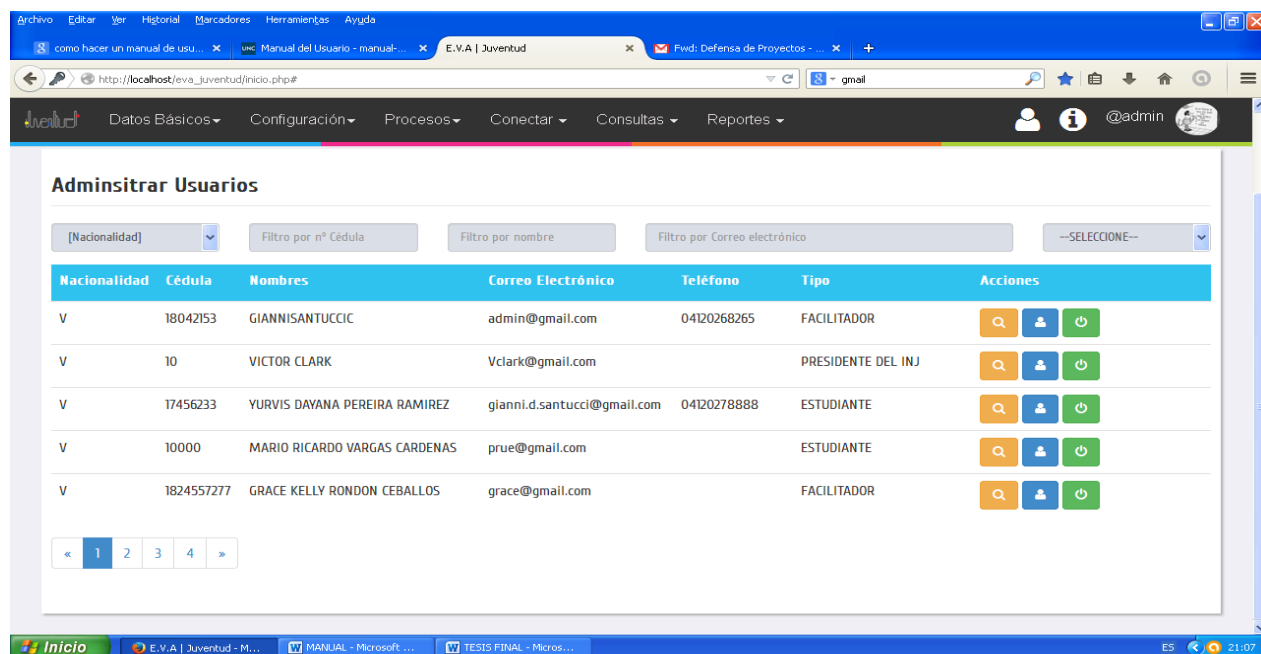 Archivo Editar Ver Historial Marcadores Herramientas Ayuda
como hacer un manual de usu... Manual del Usuario - manual-... E.V.A | Juventud Fwd: Defensa de Proyectos - ...
http://localhost/eva_juventud/inicio.php# gmail
Juventud Datos Básicos Configuración Procesos Conectar Consultas Reportes @admin
Adminsitrar Usuarios
[Nacionalidad] Filtro por nº Cédula Filtro por nombre Filtro por Correo electrónico --SELECCIONE--
Nacionalidad Cédula Nombres Correo Electrónico Teléfono Tipo Acciones
V 18042153 GIANNISANTUCCIC admin@gmail.com 04120268265 FACILITADOR
V 10 VICTOR CLARK Vclark@gmail.com PRESIDENTE DEL INJ
V 17456233 YURVIS DAYANA PEREIRA RAMIREZ gianni.d.santucci@gmail.com 04120278888 ESTUDIANTE
V 10000 MARIO RICARDO VARGAS CARDENAS prue@gmail.com ESTUDIANTE
V 1824557277 GRACE KELLY RONDON CEBALLOS grace@gmail.com FACILITADOR
« 1 2 3 4 »
Inicio E.V.A | Juventud - M... MANUAL - Microsoft ... TESIS FINAL - Micros... ES 21:07